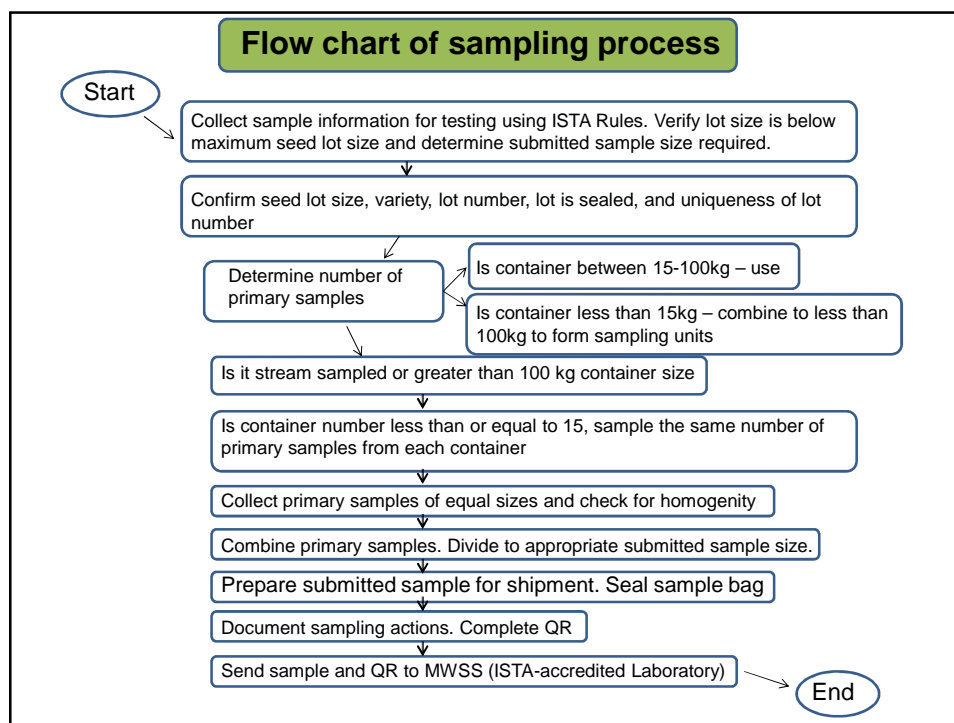 Flow chart of sampling process
Start
Collect sample information for testing using ISTA Rules. Verify lot size is below
maximum seed lot size and determine submitted sample size required.
Confirm seed lot size, variety, lot number, lot is sealed, and uniqueness of lot
number
Determine number of
primary samples
Is container between 15-100kg – use
Is container less than 15kg – combine to less than
100kg to form sampling units
Is it stream sampled or greater than 100 kg container size
Is container number less than or equal to 15, sample the same number of
primary samples from each container
Collect primary samples of equal sizes and check for homogenity
Combine primary samples. Divide to appropriate submitted sample size.
Prepare submitted sample for shipment. Seal sample bag
Document sampling actions. Complete QR
Send sample and QR to MWSS (ISTA-accredited Laboratory)
End